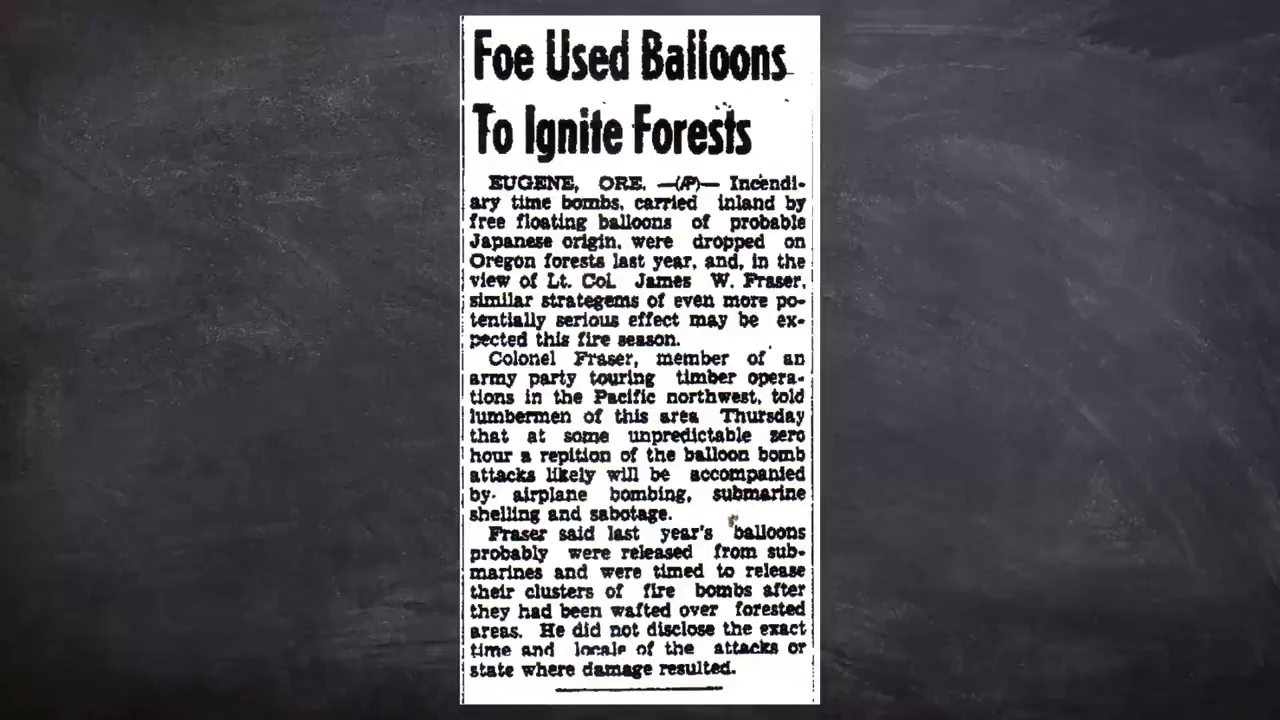 Foe Used Balloons
To Ignite Forests
EUGENE, ORE. —(AP)— Incendi-
ary time bombs, carried inland by
free floating balloons of probable
Japanese origin, were dropped on
Oregon forests last year, and, in the
view of Lt. Col. James W. Fraser,
similar strategems of even more po-
tentially serious effect may be ex-
pected this fire season.
Colonel Fraser, member of an
army party touring timber opera-
tions in the Pacific northwest, told
lumbermen of this area Thursday
that at some unpredictable zero
hour a repition of the balloon bomb
attacks likely will be accompanied
by airplane bombing, submarine
shelling and sabotage.
Fraser said last year's balloons
probably were released from sub-
marines and were timed to release
their clusters of fire bombs after
they had been wafted over forested
areas. He did not disclose the exact
time and locale of the attacks or
state where damage resulted.